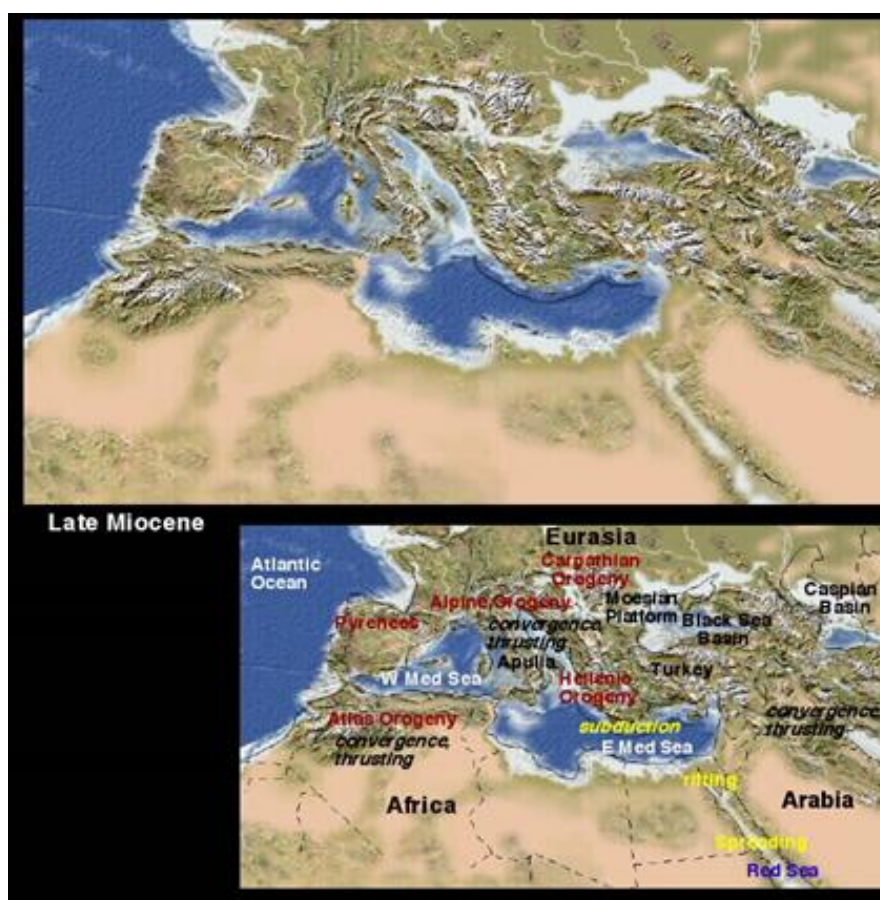 Late Miocene
Eurasia
Atlantic
Ocean
Carpathian
Orogeny
Caspian
Basin
Alpine Orogeny
Moesian
Platform
Pyrenees
convergence,
thrusting
Black Sea
Basin
Apulia
Turkey
W Med Sea
Hellenic
Orogeny
Atlas Orogeny
convergence,
thrusting
subduction
E Med Sea
convergence,
thrusting
rifting
Africa
Arabia
Spreading
Red Sea